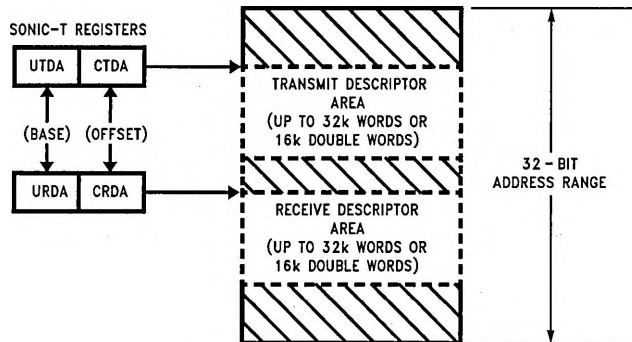 SONIC-T REGISTERS
UTDA CTDA
(BASE) (OFFSET)
URDA CRDA
TRANSMIT DESCRIPTOR
AREA
(UP TO 32k WORDS OR
16k DOUBLE WORDS)
RECEIVE DESCRIPTOR
AREA
(UP TO 32k WORDS OR
16k DOUBLE WORDS)
32-BIT
ADDRESS RANGE